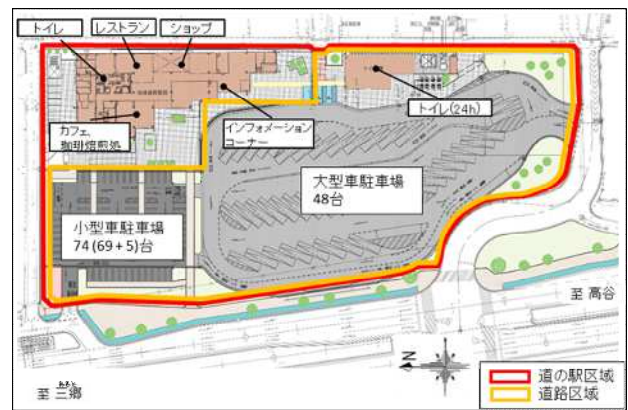 トイレ
レストラン
ショップ
カフェ、
珈琲焙煎処
インフォメーション
コーナー
トイレ(24h)
大型車駐車場
48台
小型車駐車場
74(69+5)台
至 高谷
至 三郷
N
道の駅区域
道路区域